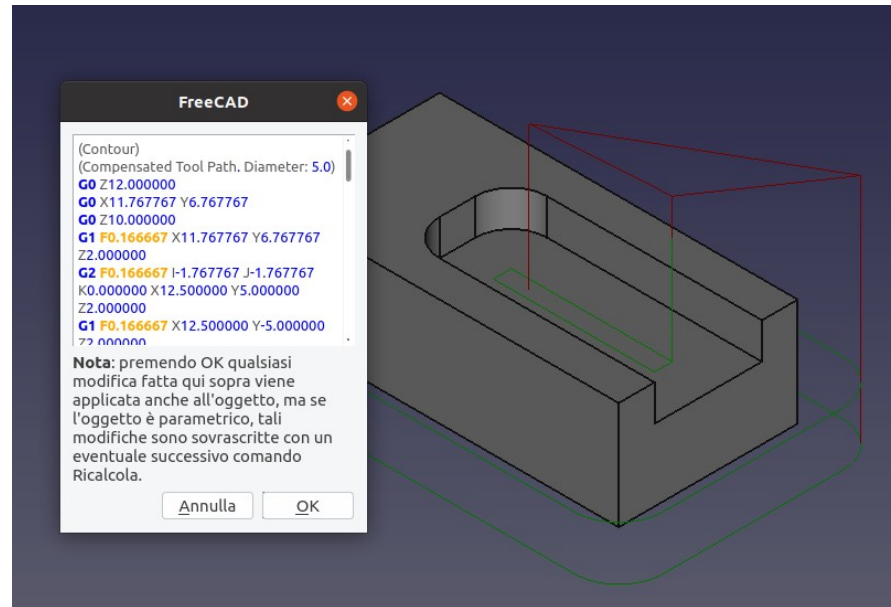 FreeCAD
(Contour)
(Compensated Tool Path. Diameter: 5.0)
G0 Z12.000000
G0 X11.767767 Y6.767767
G0 Z10.000000
G1 F0.166667 X11.767767 Y6.767767
Z2.000000
G2 F0.166667 I-1.767767 J-1.767767
K0.000000 X12.500000 Y5.000000
Z2.000000
G1 F0.166667 X12.500000 Y-5.000000
Z2.000000
Nota: premendo OK qualsiasi
modifica fatta qui sopra viene
applicata anche all'oggetto, ma se
l'oggetto è parametrico, tali
modifiche sono sovrascritte con un
eventuale successivo comando
Ricalcola.
Annulla
OK